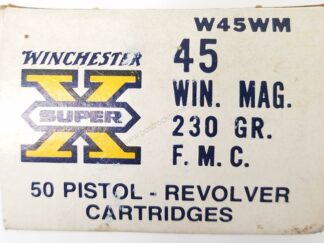 W45WM
WINCHESTER
SUPER
X
45
WIN. MAG.
230 GR.
F. M. C.
50 PISTOL - REVOLVER
CARTRIDGES